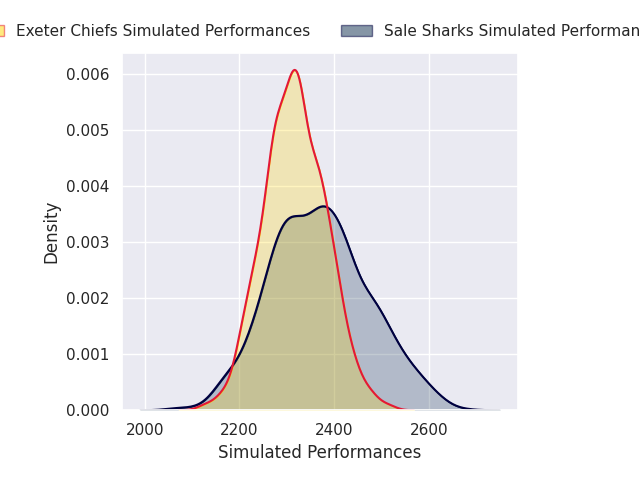 Exeter Chiefs Simulated Performances
Sale Sharks Simulated
0.006
0.005
0.004
0.003
0.002
0.001
0.000
Density
2000 2200 2400 2600
Simulated Performances